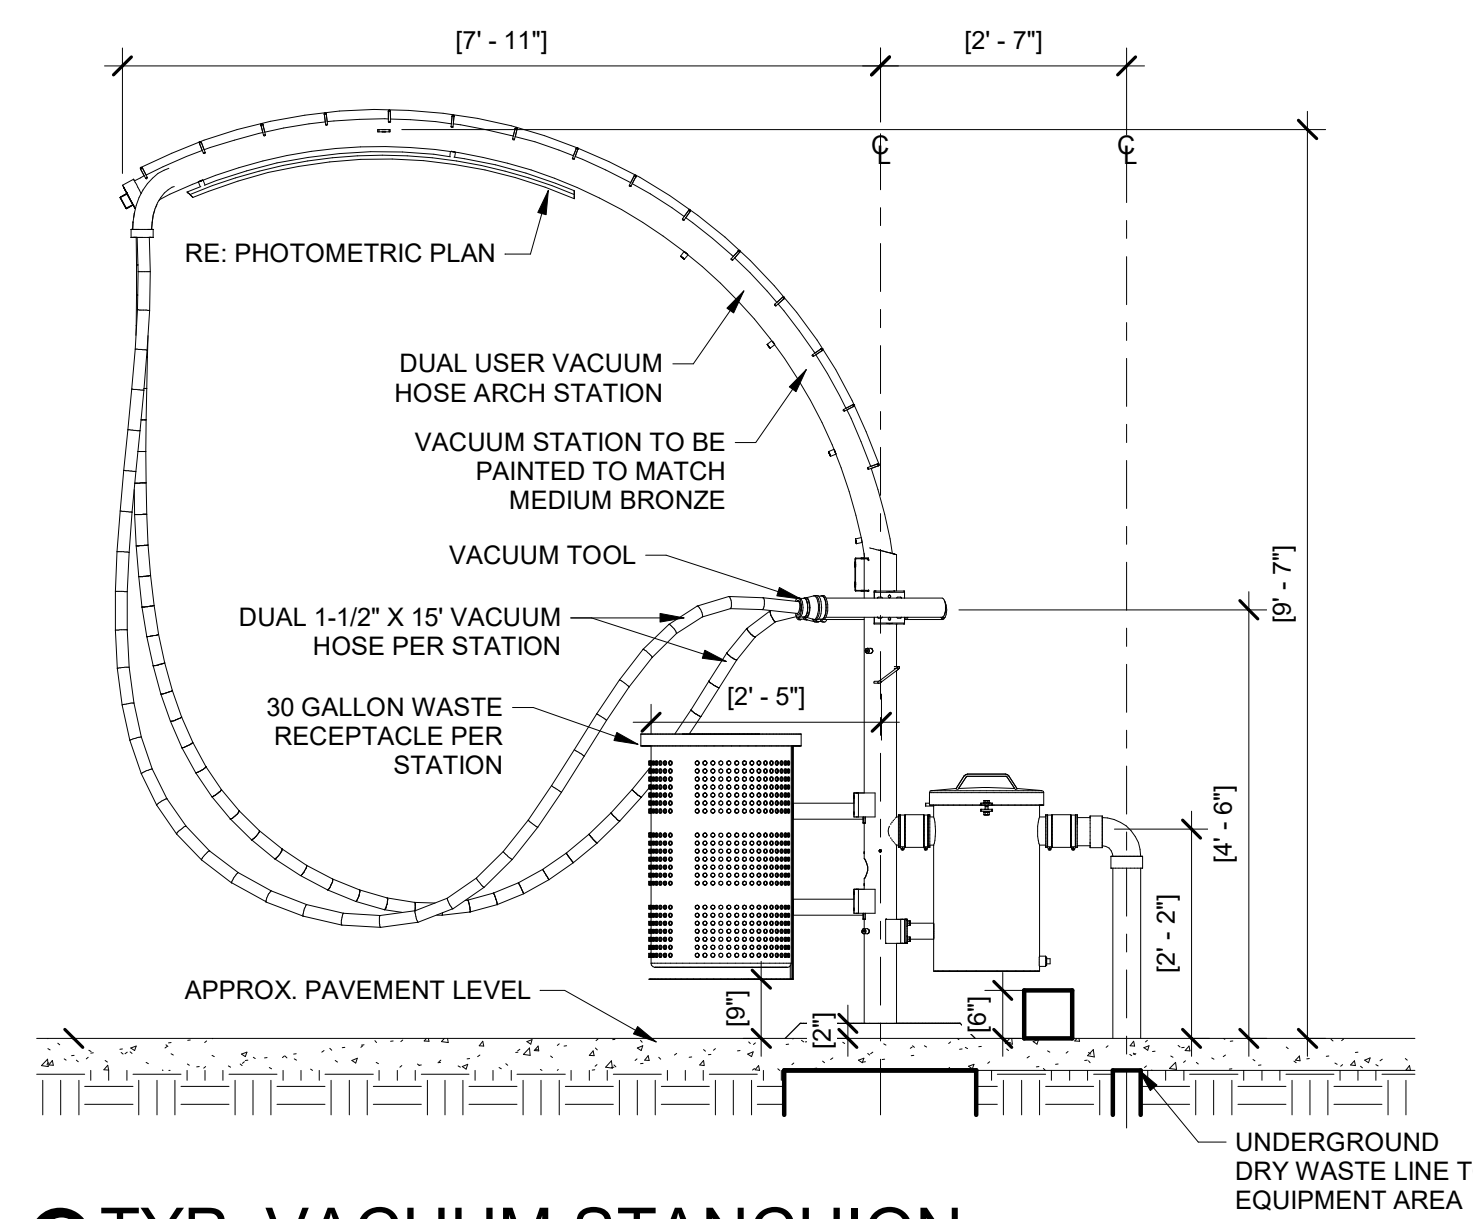 [7' - 11"]
[2' - 7"]
℄
℄
RE: PHOTOMETRIC PLAN
DUAL USER VACUUM
HOSE ARCH STATION
VACUUM STATION TO BE
PAINTED TO MATCH
MEDIUM BRONZE
VACUUM TOOL
[9' - 7"]
DUAL 1-1/2" X 15' VACUUM
HOSE PER STATION
[2' - 5"]
30 GALLON WASTE
RECEPTACLE PER
STATION
[4' - 6"]
[2' - 2"]
APPROX. PAVEMENT LEVEL
[9"]
[2"]
[6"]
UNDERGROUND
DRY WASTE LINE T
EQUIPMENT AREA
TYP. VACUUM STANCHION